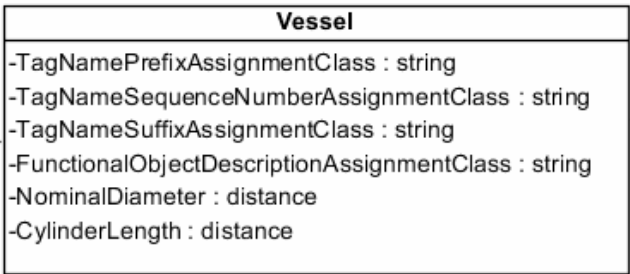 Vessel
-TagNamePrefixAssignmentClass : string
-TagNameSequenceNumberAssignmentClass : string
-TagNameSuffixAssignmentClass : string
-FunctionalObjectDescriptionAssignmentClass : string
-NominalDiameter : distance
-CylinderLength : distance